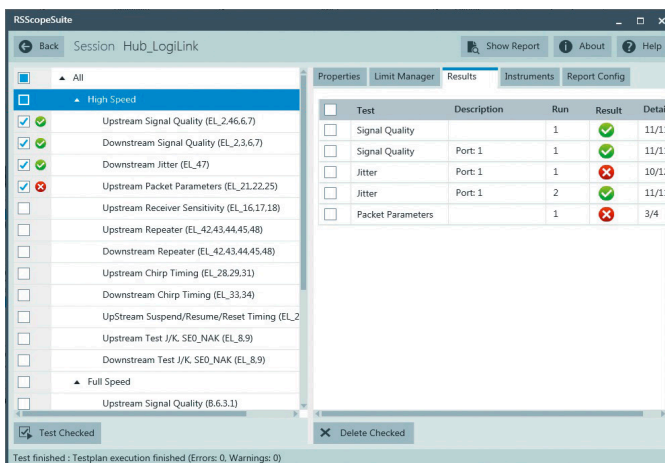 RSScopeSuite
Back Session Hub_LogiLink Show Report About Help
All
High Speed
Upstream Signal Quality (EL_2,46,6,7)
Downstream Signal Quality (EL_2,3,6,7)
Downstream Jitter (EL_47)
Upstream Packet Parameters (EL_21,22,25)
Upstream Receiver Sensitivity (EL_16,17,18)
Upstream Repeater (EL_42,43,44,45,48)
Downstream Repeater (EL_42,43,44,45,48)
Upstream Chirp Timing (EL_28,29,31)
Downstream Chirp Timing (EL_33,34)
UpStream Suspend/Resume/Reset Timing (EL_2
Upstream Test J/K, SE0_NAK (EL_8,9)
Downstream Test J/K, SE0_NAK (EL_8,9)
Full Speed
Upstream Signal Quality (B.6.3.1)
Test Checked
Properties Limit Manager Results Instruments Report Config
Test Description Run Result Detai
Signal Quality 1 11/1
Signal Quality Port: 1 1 11/1
Jitter Port: 1 1 10/1
Jitter Port: 1 2 11/1
Packet Parameters 1 3/4
Delete Checked
Test finished : Testplan execution finished (Errors: 0, Warnings: 0)